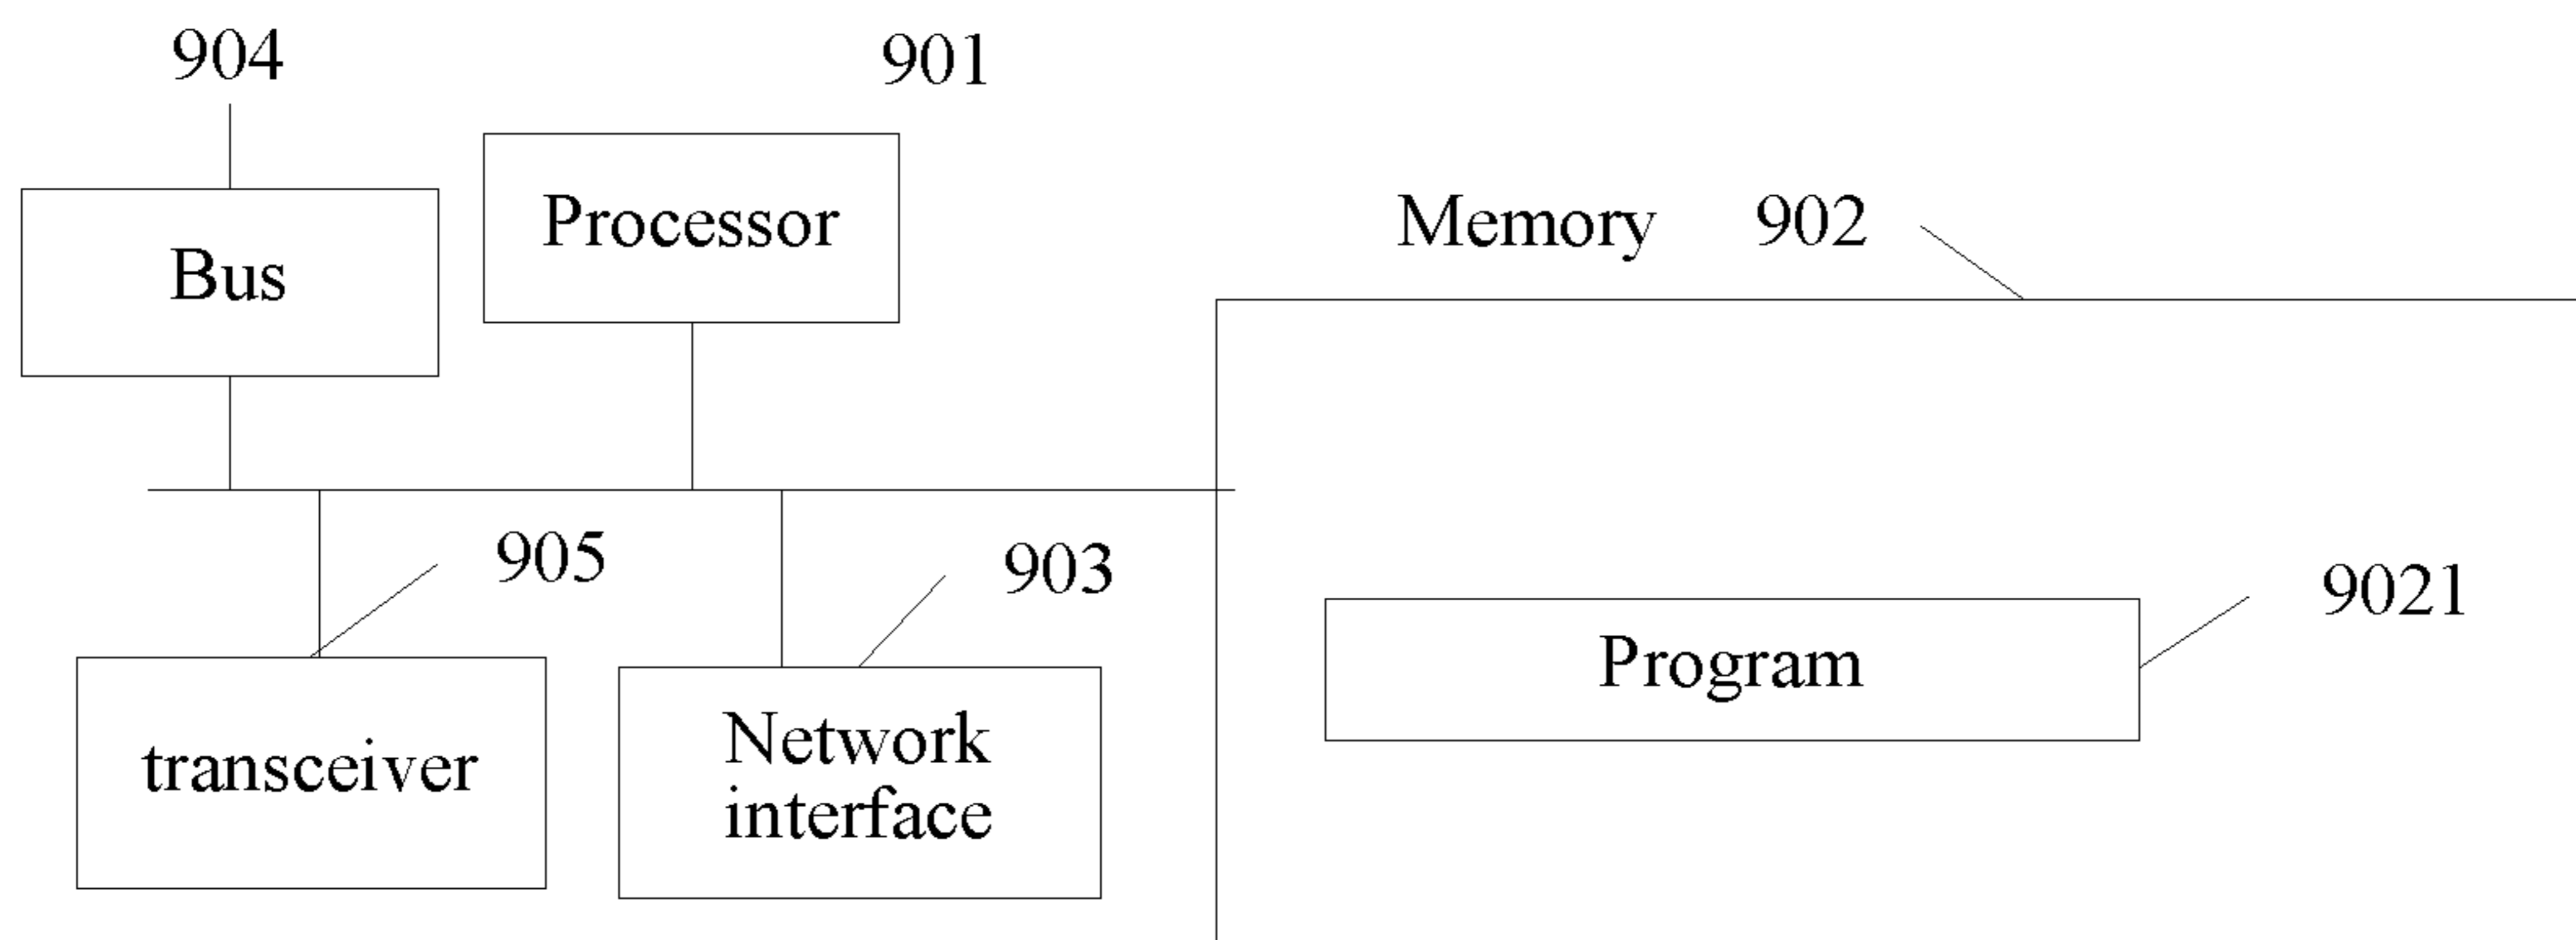 904
901
Bus
Processor
Memory 902
905
903
9021
transceiver
Network
interface
Program